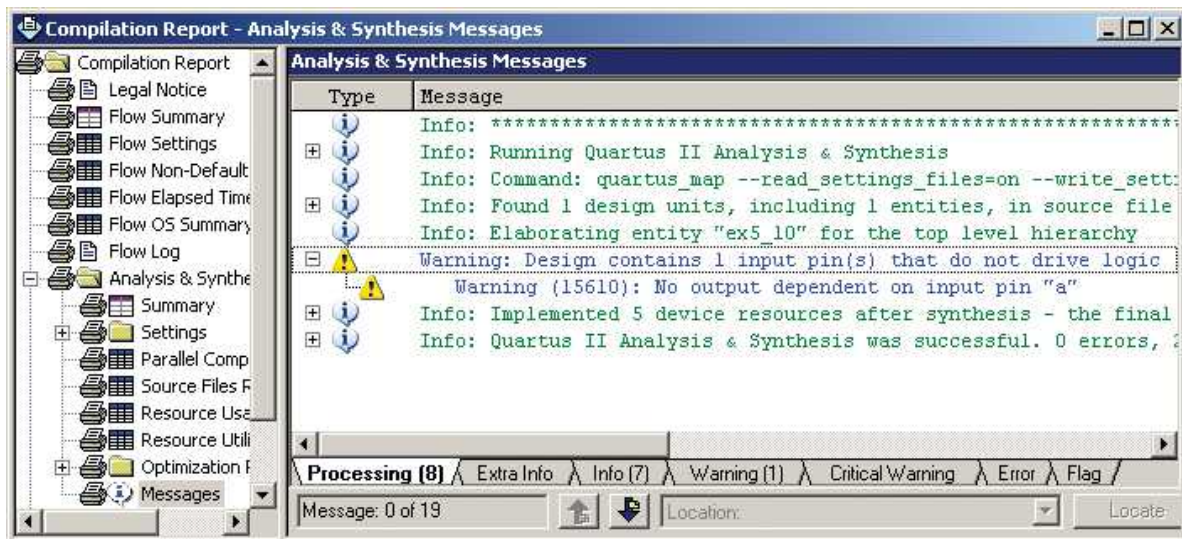 Compilation Report - Analysis & Synthesis Messages
Compilation Report
Legal Notice
Flow Summary
Flow Settings
Flow Non-Default
Flow Elapsed Time
Flow OS Summary
Flow Log
Analysis & Synthe
Summary
Settings
Parallel Comp
Source Files R
Resource Usa
Resource Utili
Optimization F
Messages
Analysis & Synthesis Messages
Type Message
Info: ************************************************************
Info: Running Quartus II Analysis & Synthesis
Info: Command: quartus_map --read_settings_files=on --write_sett
Info: Found 1 design units, including 1 entities, in source file
Info: Elaborating entity "ex5_10" for the top level hierarchy
Warning: Design contains 1 input pin(s) that do not drive logic
Warning (15610): No output dependent on input pin "a"
Info: Implemented 5 device resources after synthesis - the final
Info: Quartus II Analysis & Synthesis was successful. 0 errors, 2
Processing (8) Extra Info Info (7) Warning (1) Critical Warning Error Flag
Message: 0 of 19 Location: Locate